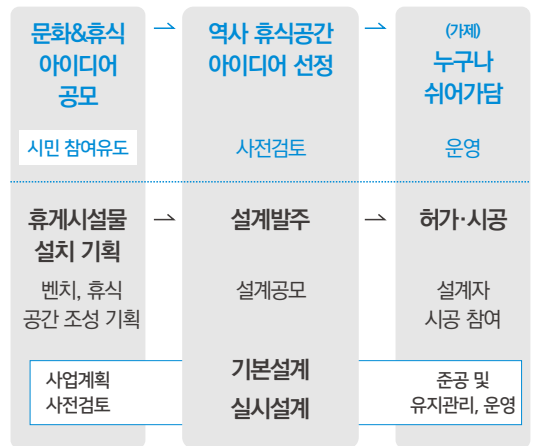 문화&휴식
아이디어
공모
시민 참여유도
→
역사 휴식공간
아이디어 선정
사전검토
→
(가제)
누구나
쉬어가담
운영
휴게시설물
설치 기획
벤치, 휴식
공간 조성 기획
→
설계발주
설계공모
→
허가·시공
설계자
시공 참여
사업계획
사전검토
기본설계
실시설계
준공 및
유지관리, 운영